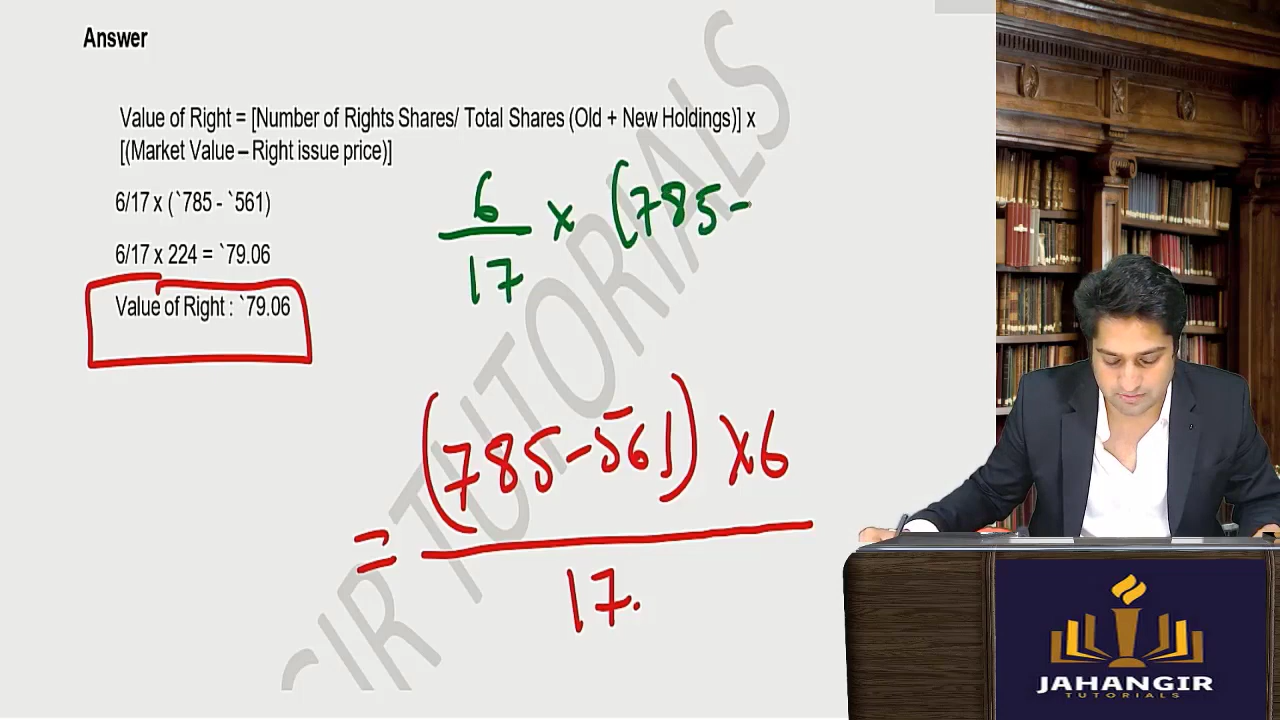 Answer
Value of Right = [Number of Rights Shares/ Total Shares (Old + New Holdings)] x
[(Market Value – Right issue price)]
6/17 x (`785 - `561)
6/17 x 224 = `79.06
Value of Right : `79.06
6
17
x (785-
= (785-561) x6
17.
IR TUTORIALS
JAHANGIR
TUTORIALS